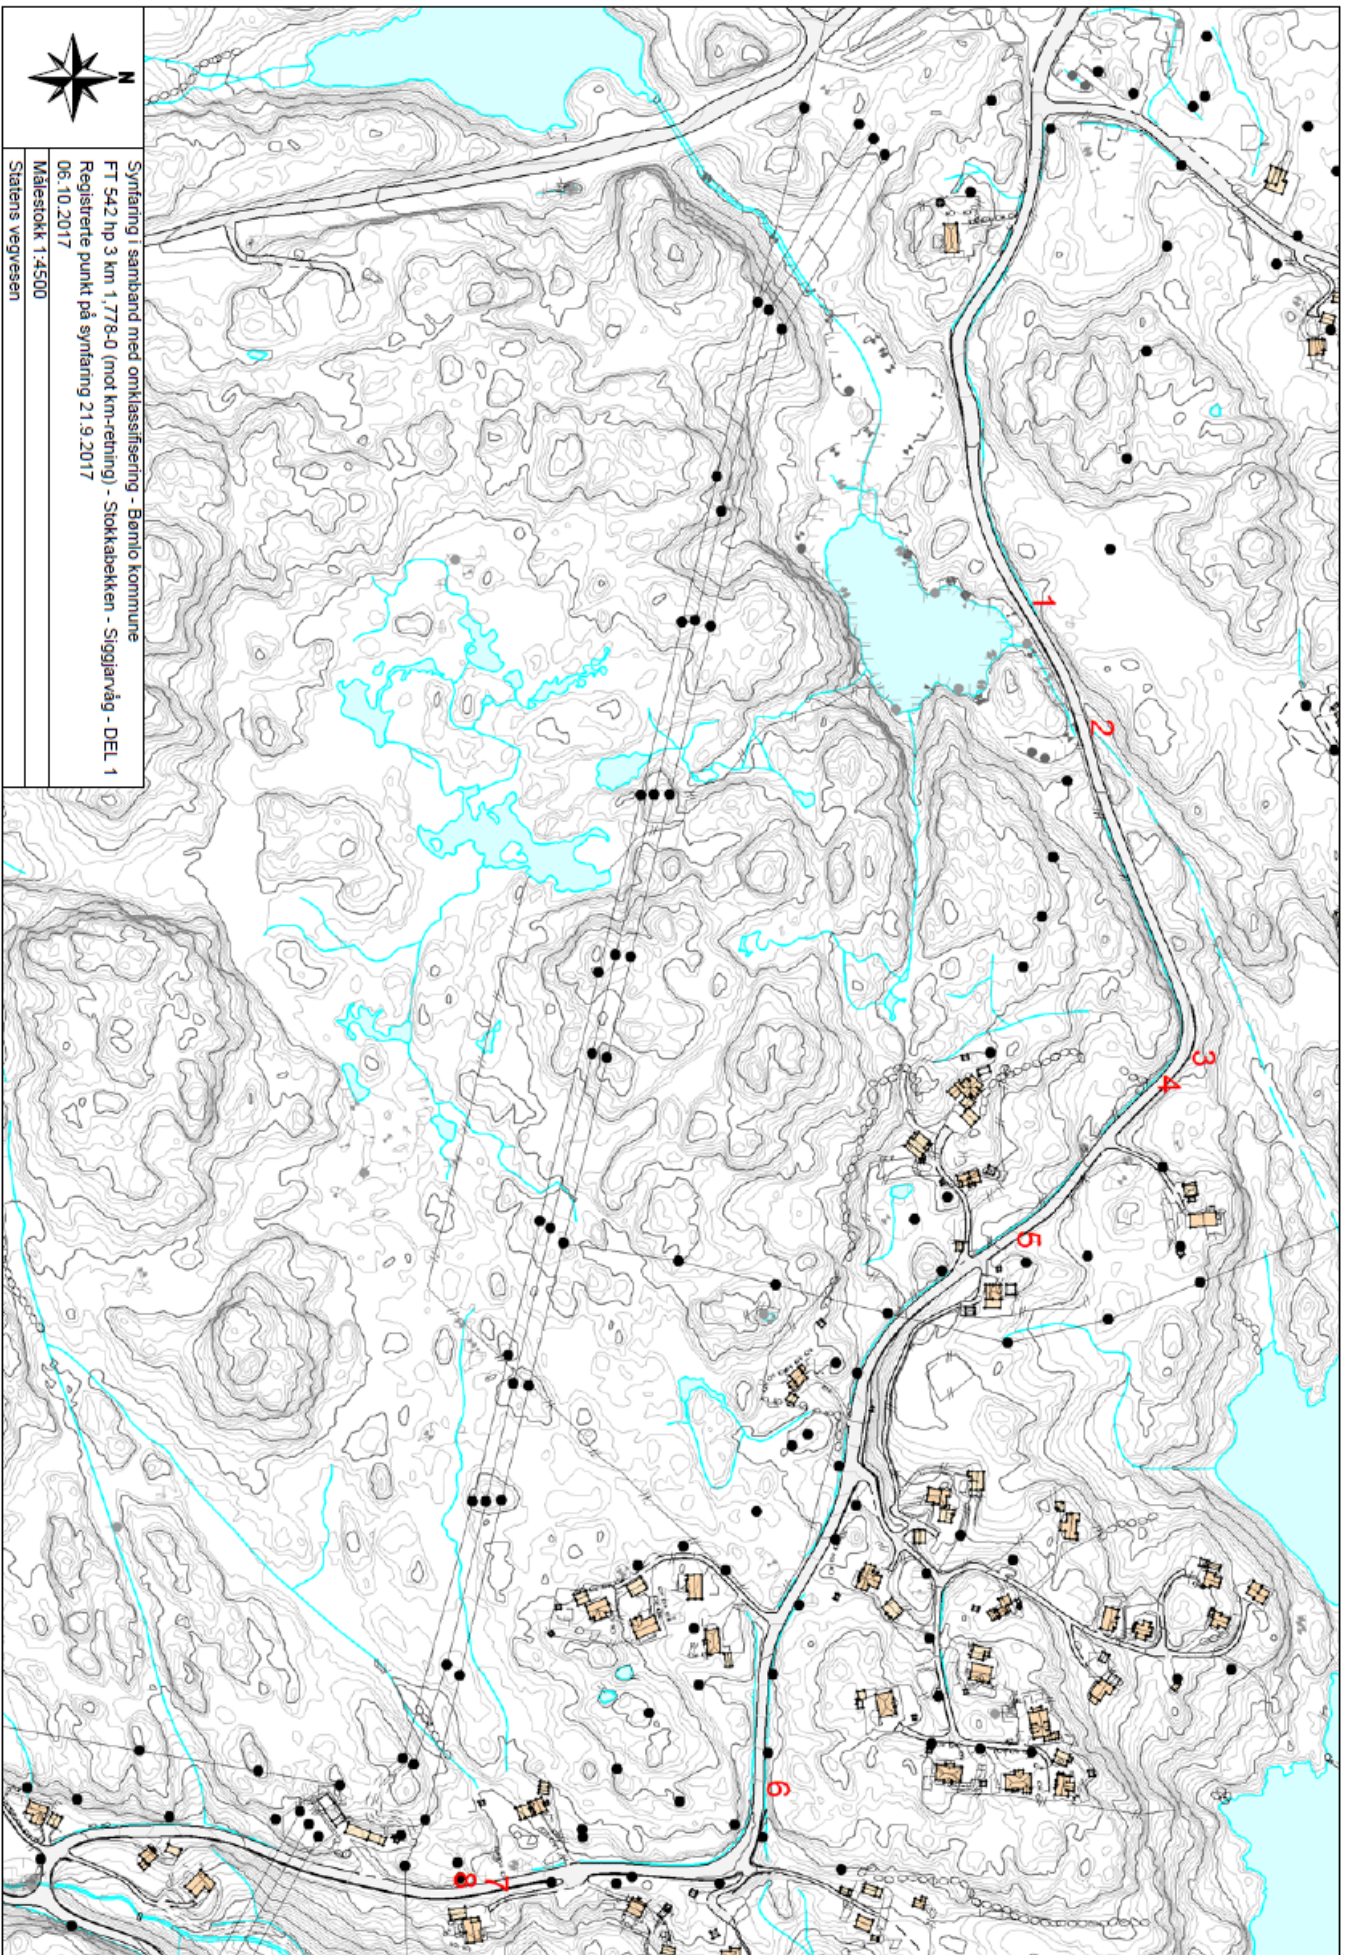 N
Synfaring i samband med omklassifisering - Bømlo kommune
FT 542 hp 3 km 1,778-0 (mot km-retning) - Stokkabekken - Siggjarvåg - DEL 1
Registrerte punkt på synfaring 21.9.2017
06.10.2017
Målestokk 1:4500
Statens vegvesen
1
2
3
4
5
6
7
8